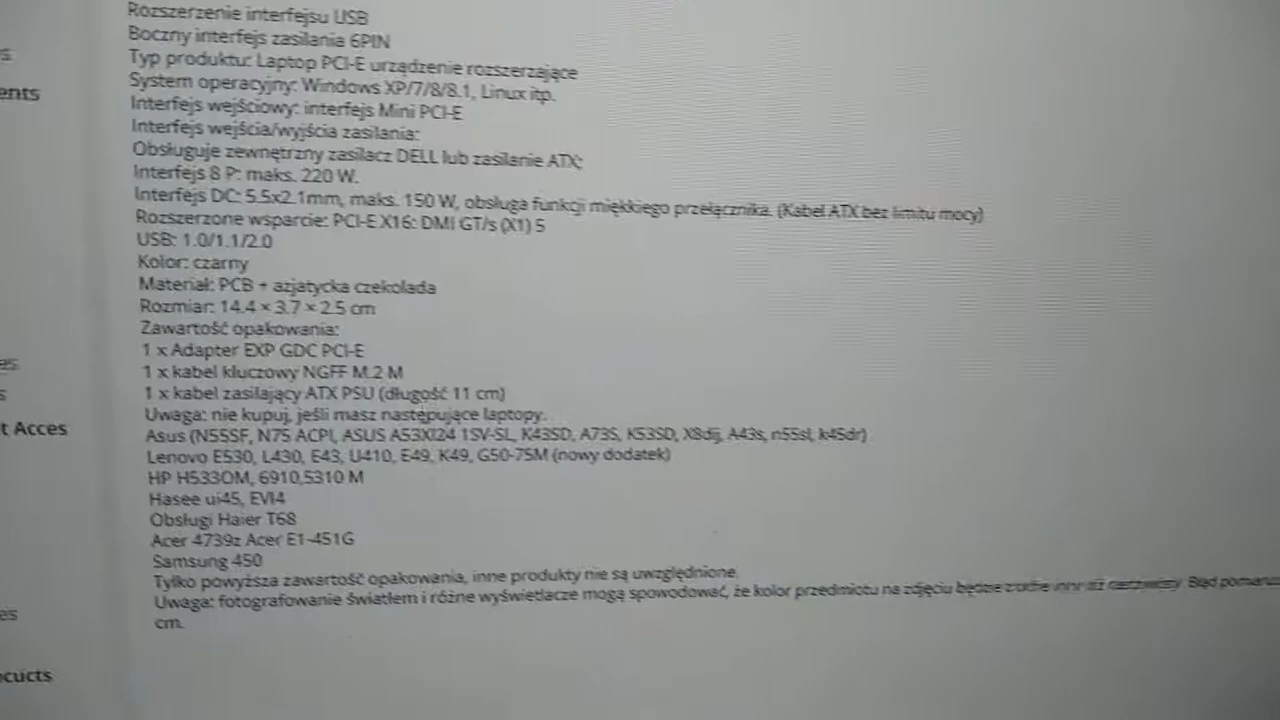 Rozszerzenie interfejsu USB
Boczny interfejs zasilania 6PIN
Typ produktu: Laptop PCI-E urządzenie rozszerzające
System operacyjny: Windows XP/7/8/8.1, Linux itp.
Interfejs wejściowy: interfejs Mini PCI-E
Interfejs wejścia/wyjścia zasilania:
Obsługuje zewnętrzny zasilacz DELL lub zasilanie ATX;
Interfejs 8 P: maks. 220 W.
Interfejs DC: 5.5x2.1mm, maks. 150 W, obsługa funkcji miękkiego przełącznika. (Kabel ATX bez limitu mocy)
Rozszerzone wsparcie: PCI-E X16: DMI GT/s (X1) 5
USB: 1.0/1.1/2.0
Kolor: czarny
Materiał: PCB + azjatycka czekolada
Rozmiar: 14.4 × 3.7 × 2.5 cm
Zawartość opakowania:
1 x Adapter EXP GDC PCI-E
1 x kabel kluczowy NGFF M.2 M
1 x kabel zasilający ATX PSU (długość 11 cm)
Uwaga: nie kupuj, jeśli masz następujące laptopy.
Asus (N55SF, N75 ACPI, ASUS A53XI24 1SV-SL, K43SD, A73S, K53SD, X8dij, A43s, n55sl, k45dr)
Lenovo E530, L430, E43, U410, E49, K49, G50-75M (nowy dodatek)
HP H533OM, 6910,5310 M
Hasee ui45, EVI4
Obsługi Haier T68
Acer 4739z Acer E1-451G
Samsung 450
Tylko powyższa zawartość opakowania, inne produkty nie są uwzględnione.
Uwaga: fotografowanie światłem i różne wyświetlacze mogą spowodować, że kolor przedmiotu na zdjęciu będzie Błąd
cm.
s
ents
es
s
t Acces
es